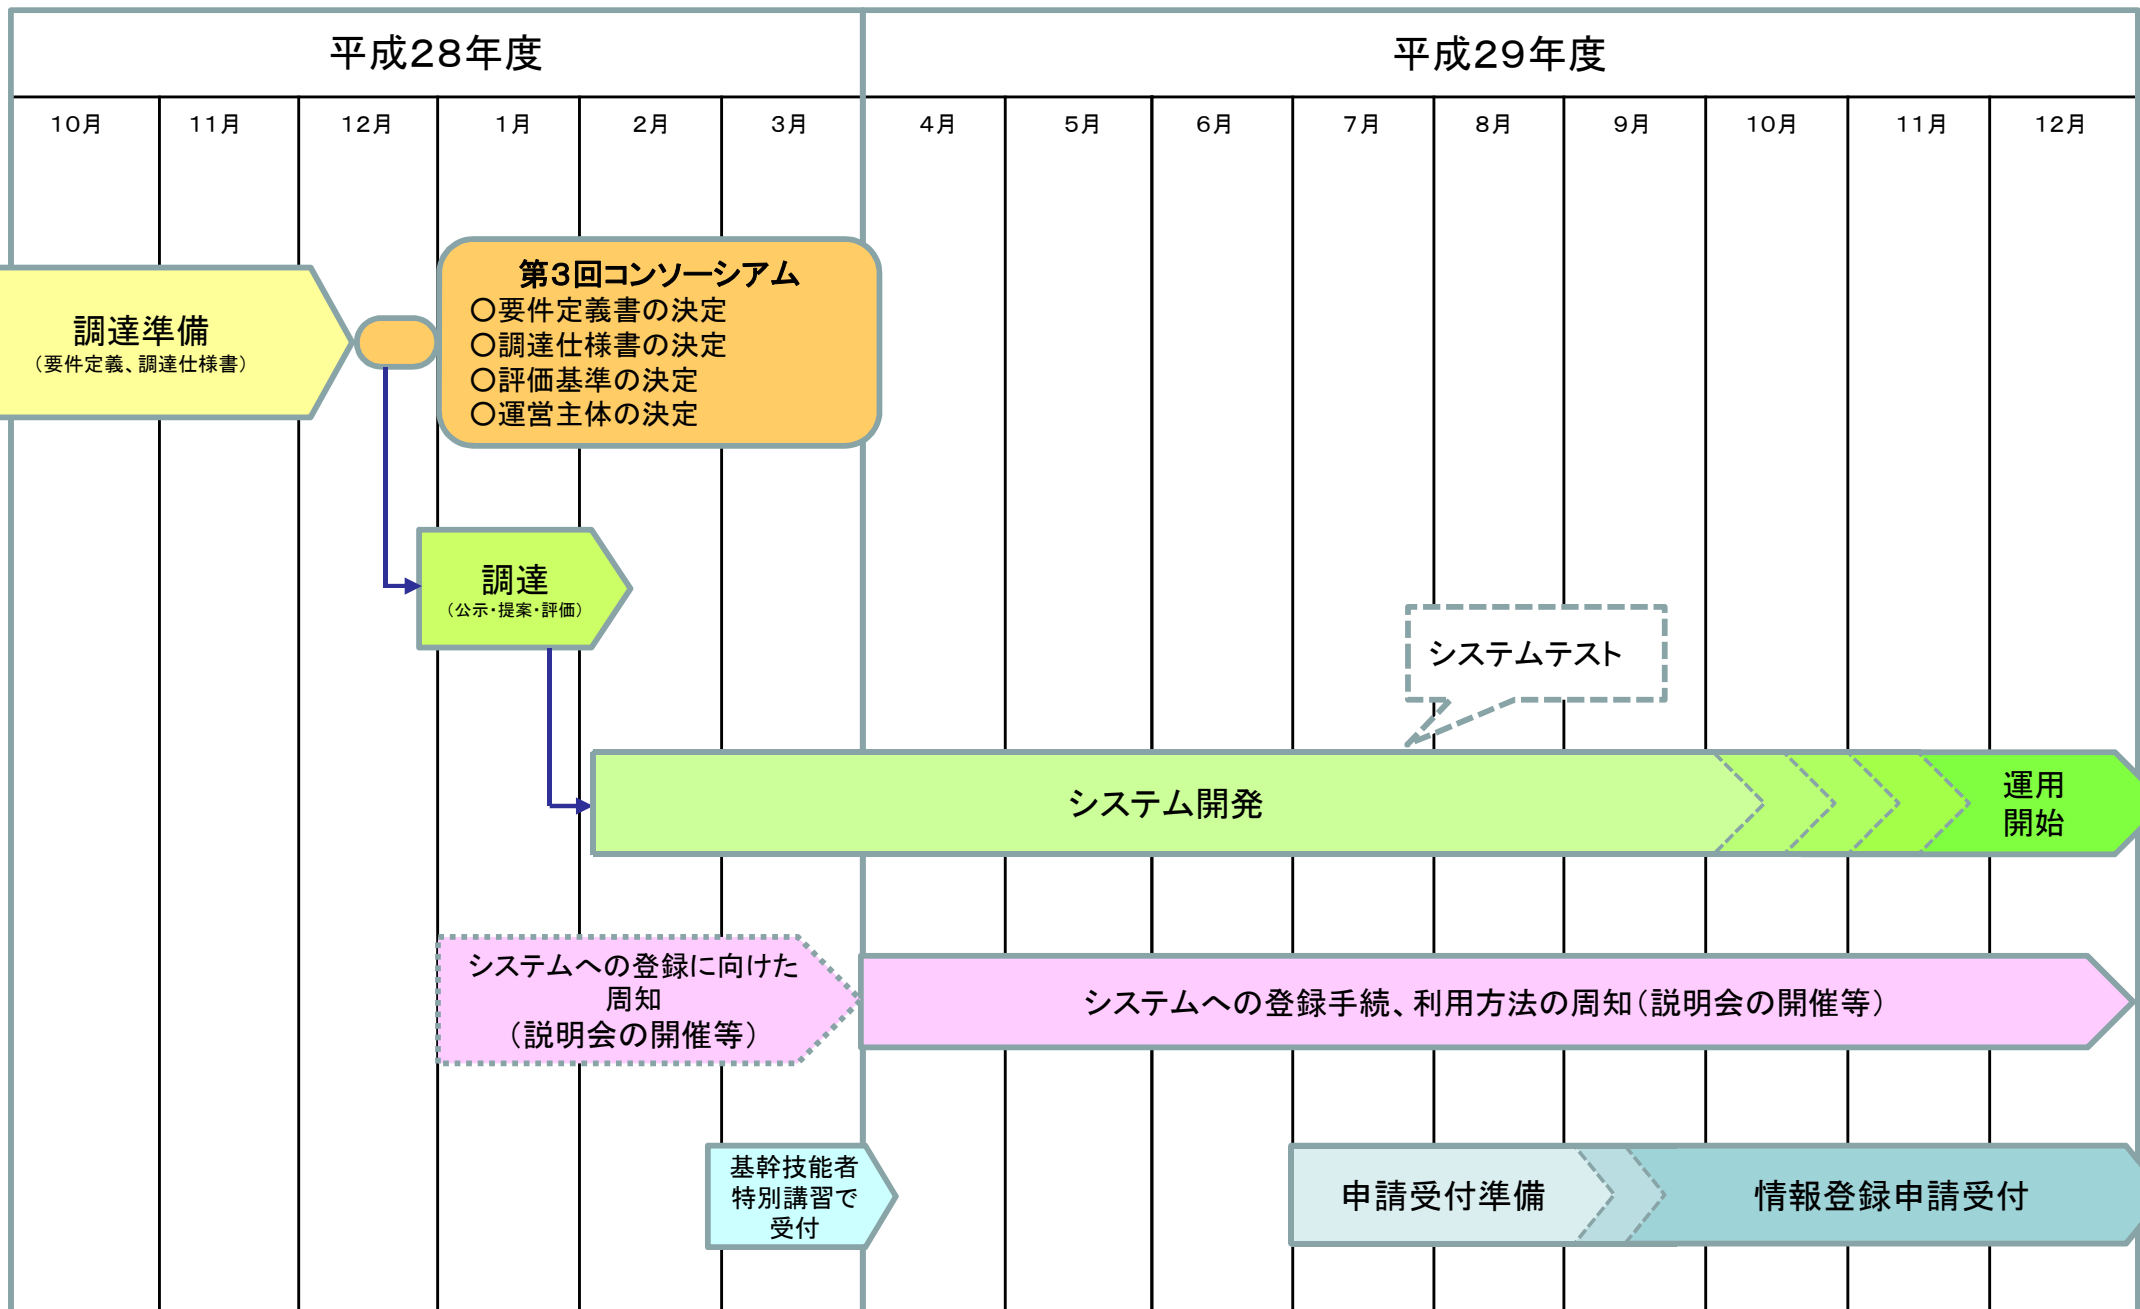 平成28年度
平成29年度
10月
11月
12月
1月
2月
3月
4月
5月
6月
7月
8月
9月
10月
11月
12月
調達準備
（要件定義、調達仕様書）
第3回コンソーシアム
○要件定義書の決定
○調達仕様書の決定
○評価基準の決定
○運営主体の決定
調達
（公示・提案・評価）
システムテスト
システム開発
運用
開始
システムへの登録に向けた
周知
（説明会の開催等）
システムへの登録手続、利用方法の周知（説明会の開催等）
基幹技能者
特別講習で
受付
申請受付準備
情報登録申請受付